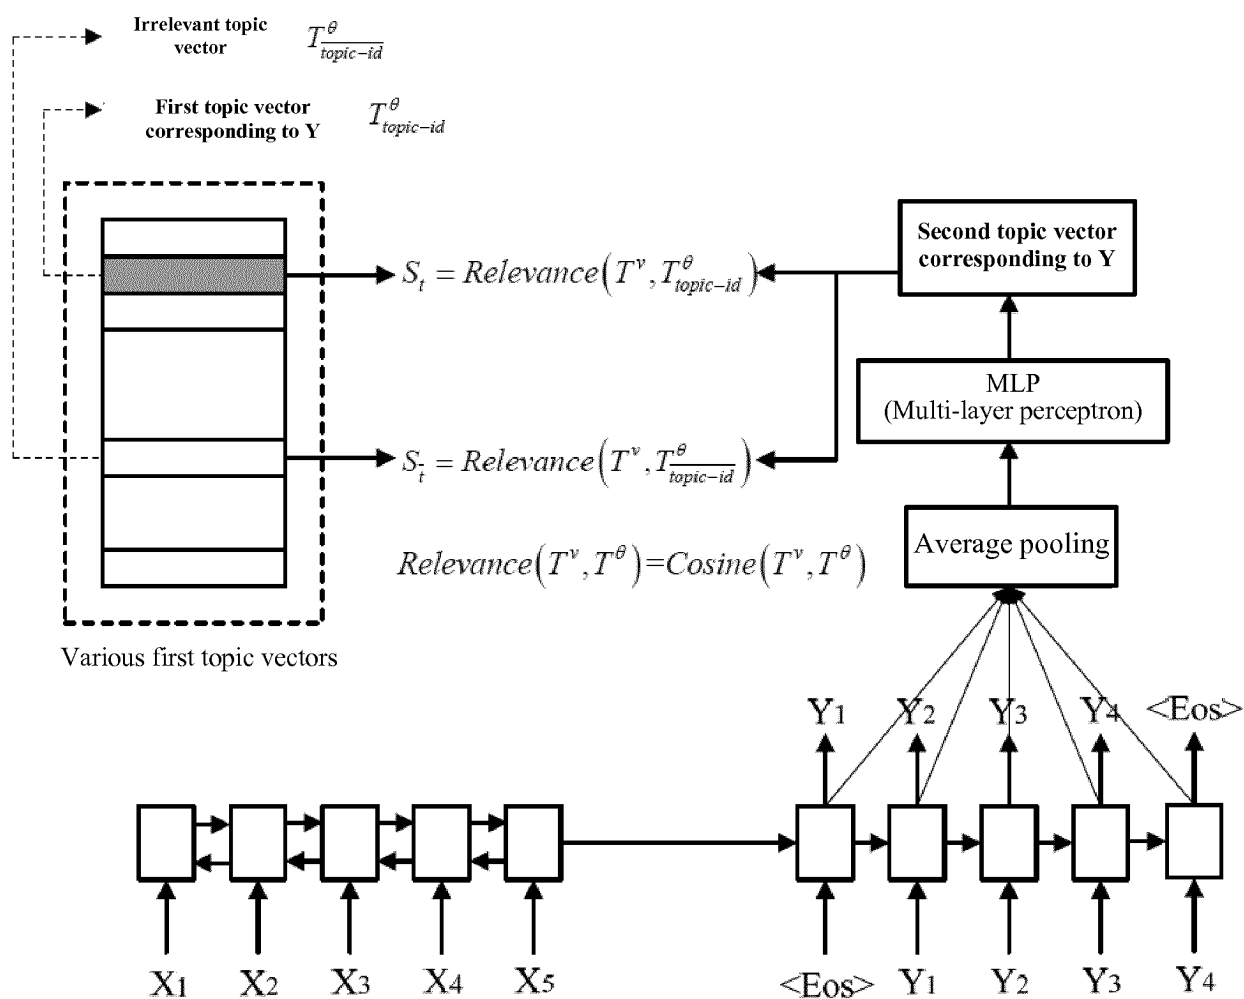 Irrelevant topic
vector
T^θ_{\overline{topic-id}}
First topic vector
corresponding to Y
T^θ_{topic-id}
Second topic vector
corresponding to Y
S_t = Relevance(T^v, T^θ_{topic-id})
MLP
(Multi-layer perceptron)
S_{\bar{t}} = Relevance(T^v, T^θ_{\overline{topic-id}})
Average pooling
Relevance(T^v, T^θ)=Cosine(T^v, T^θ)
Various first topic vectors
Y1 Y2 Y3 Y4 <Eos>
X1 X2 X3 X4 X5 <Eos> Y1 Y2 Y3 Y4